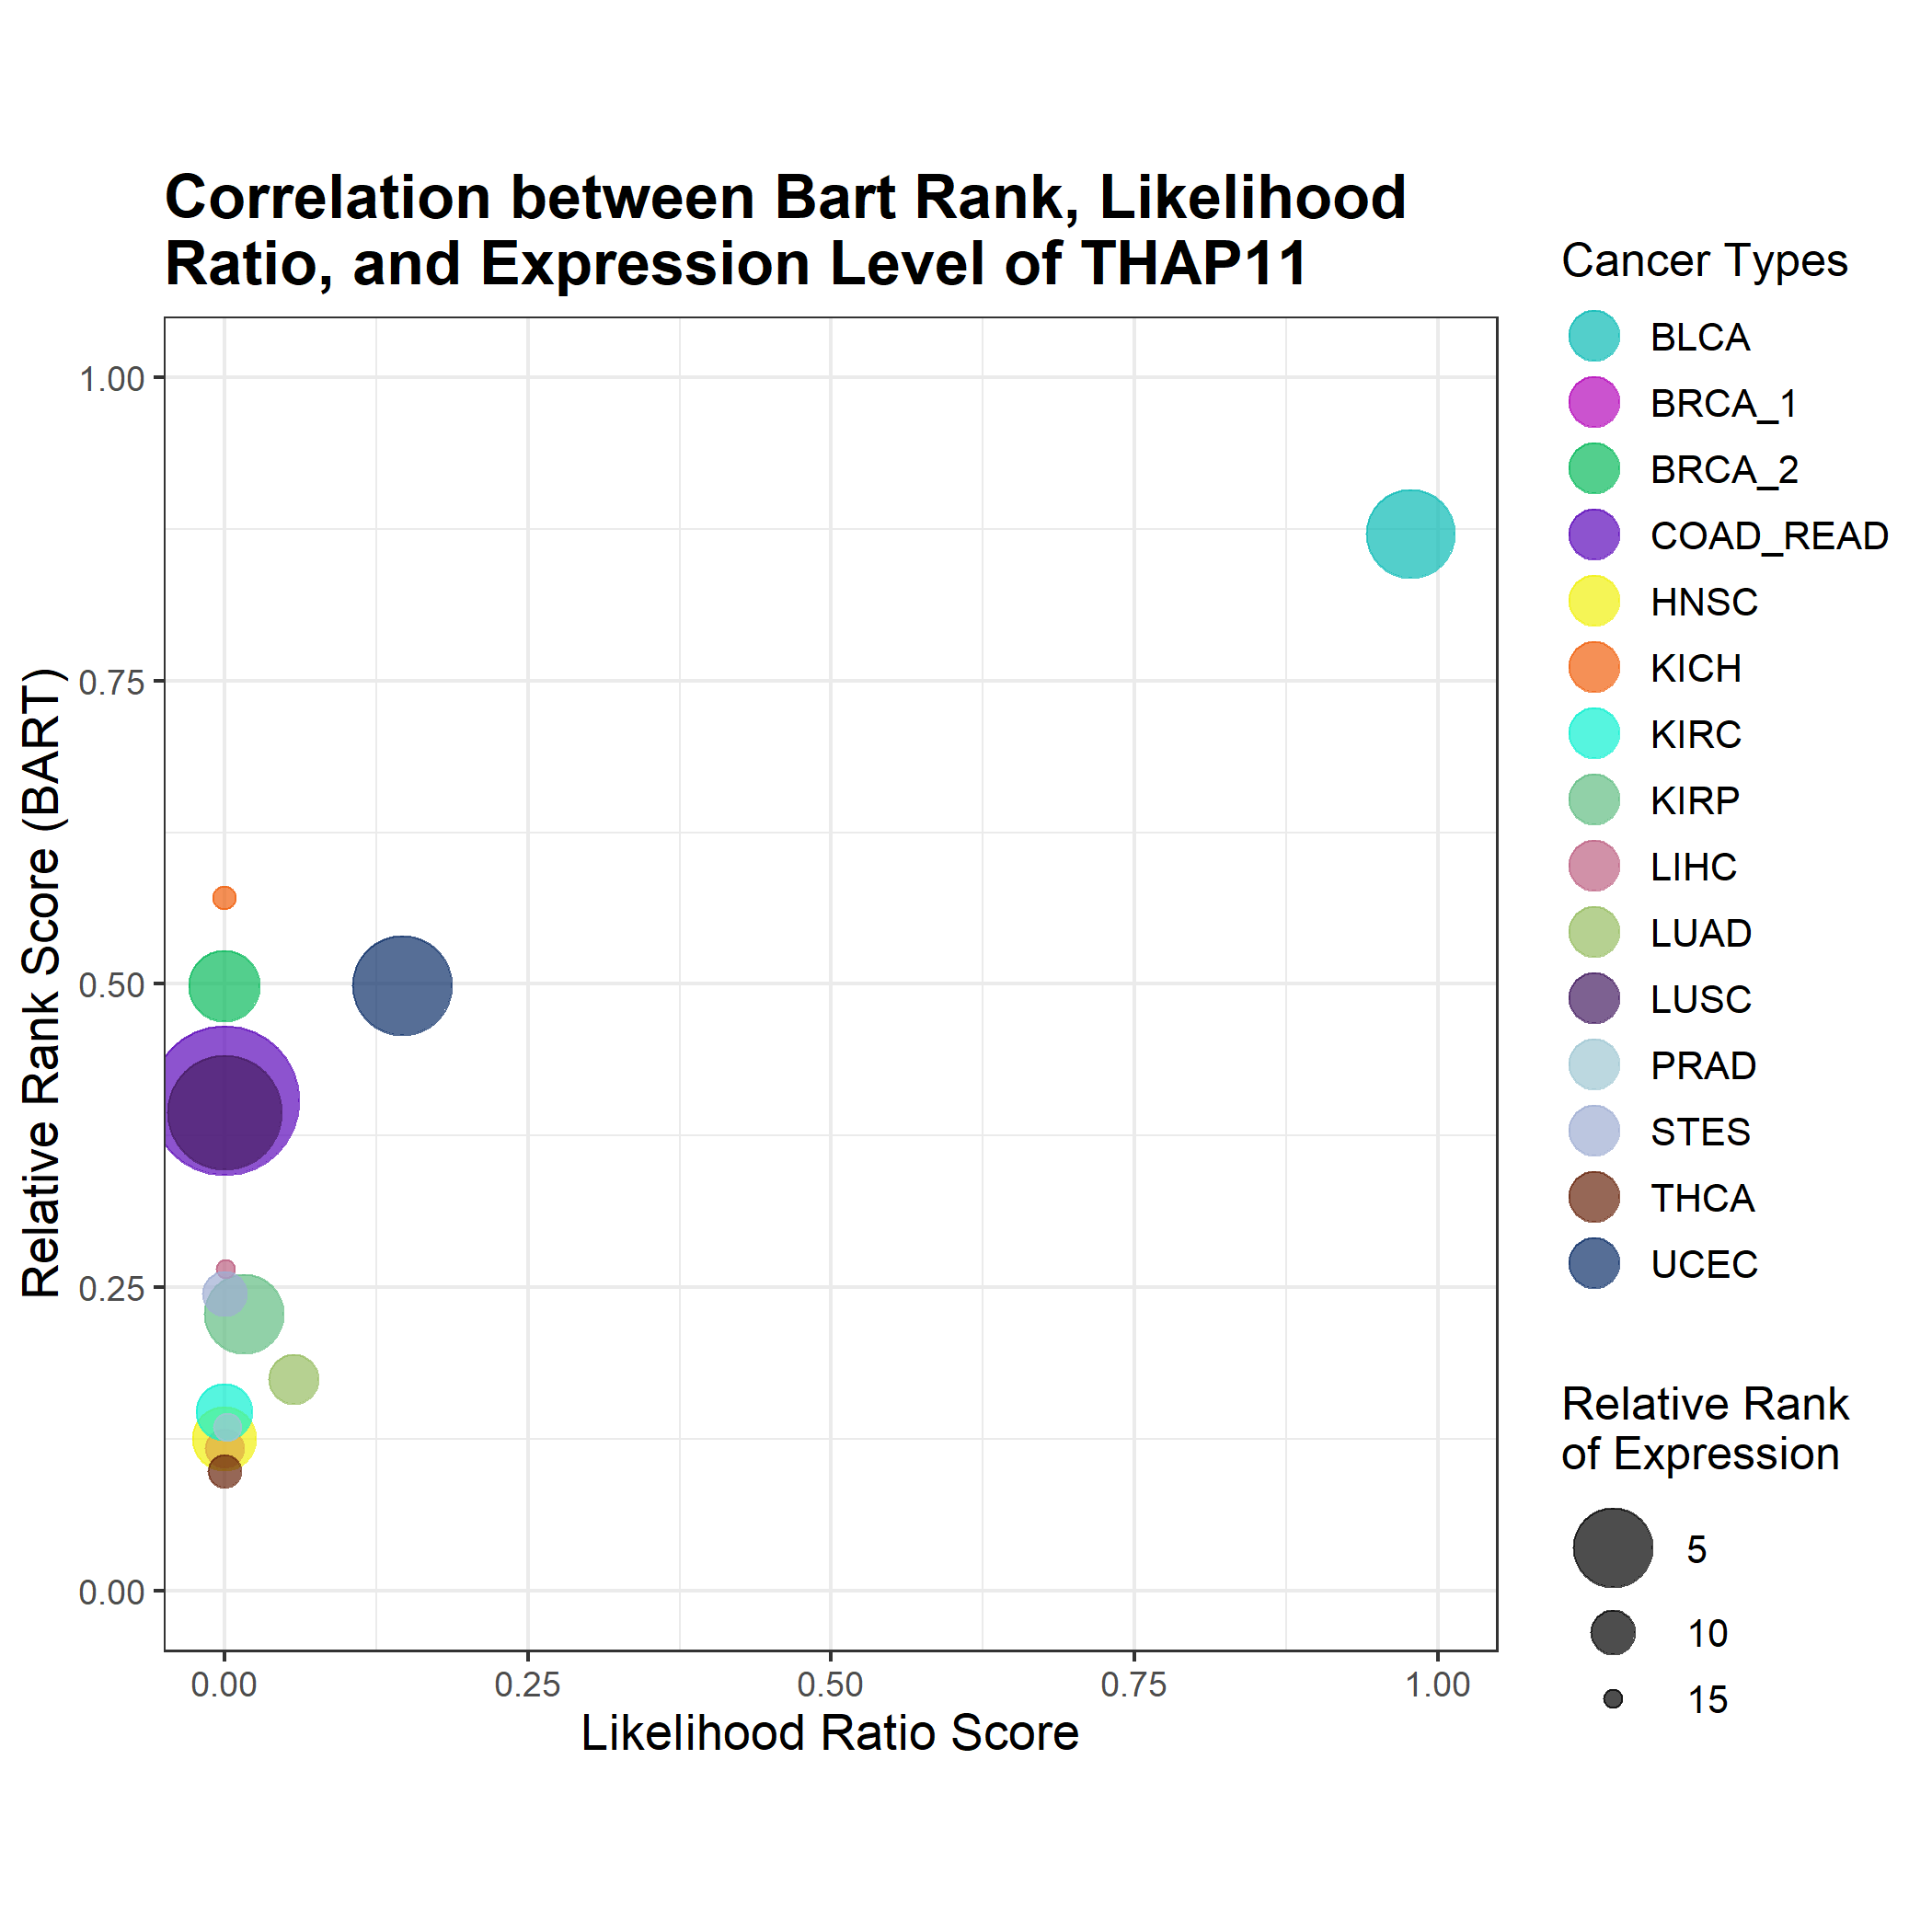 Correlation between Bart Rank, Likelihood
Ratio, and Expression Level of THAP11
Relative Rank Score (BART)
1.00
0.75
0.50
0.25
0.00
0.00
0.25
0.50
0.75
1.00
Likelihood Ratio Score
Cancer Types
BLCA
BRCA_1
BRCA_2
COAD_READ
HNSC
KICH
KIRC
KIRP
LIHC
LUAD
LUSC
PRAD
STES
THCA
UCEC
Relative Rank
of Expression
5
10
15